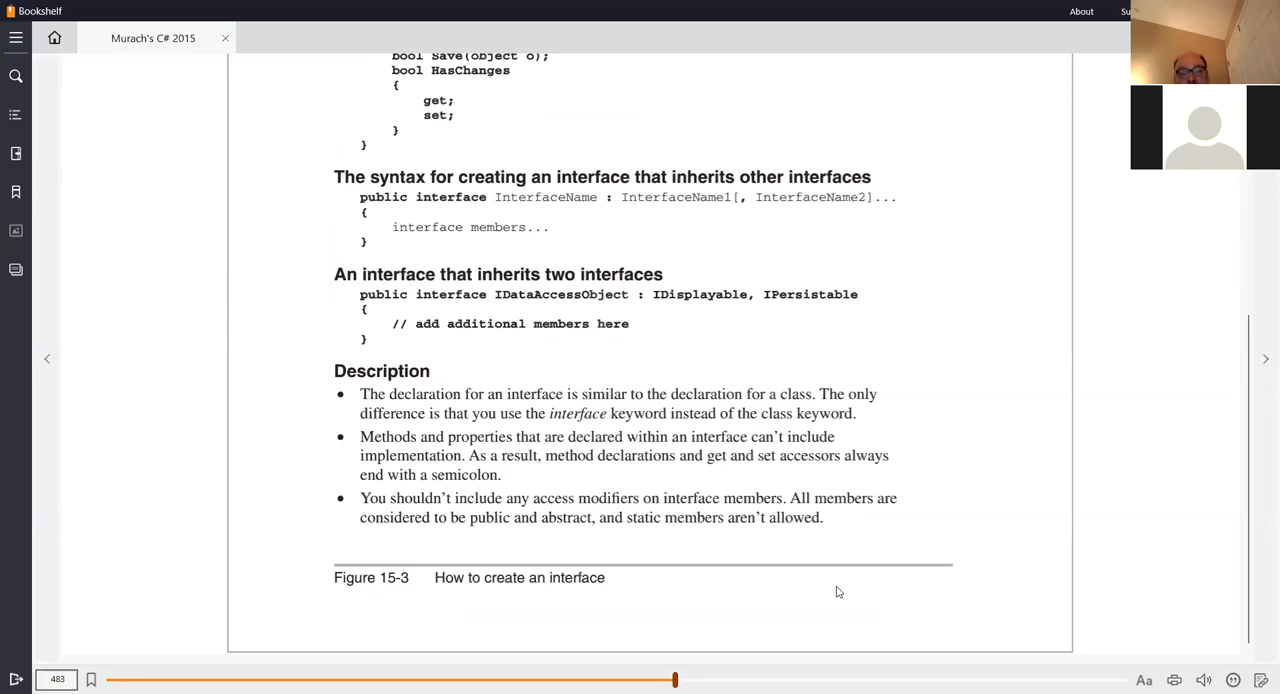 Bookshelf
About
Murach's C# 2015
bool Save(object o);
bool HasChanges
{
get;
set;
}
}
The syntax for creating an interface that inherits other interfaces
public interface InterfaceName : InterfaceName1[, InterfaceName2]...
{
interface members...
}
An interface that inherits two interfaces
public interface IDataAccessObject : IDisplayable, IPersistable
{
// add additional members here
}
Description
• The declaration for an interface is similar to the declaration for a class. The only
difference is that you use the interface keyword instead of the class keyword.
• Methods and properties that are declared within an interface can't include
implementation. As a result, method declarations and get and set accessors always
end with a semicolon.
• You shouldn't include any access modifiers on interface members. All members are
considered to be public and abstract, and static members aren't allowed.
Figure 15-3 How to create an interface
483
Aa